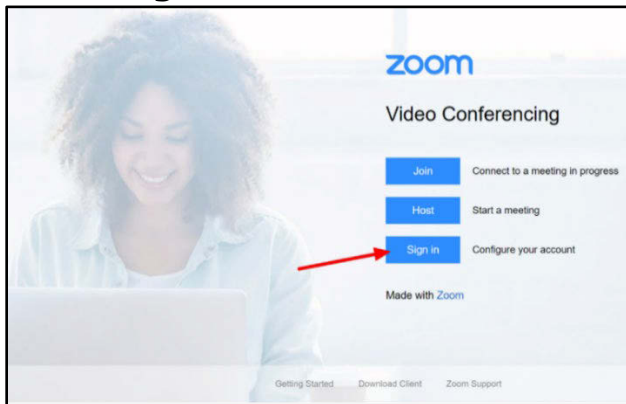 zoom
Video Conferencing
Join Connect to a meeting in progress
Host Start a meeting
Sign in Configure your account
Made with Zoom
Getting Started Download Client Zoom Support